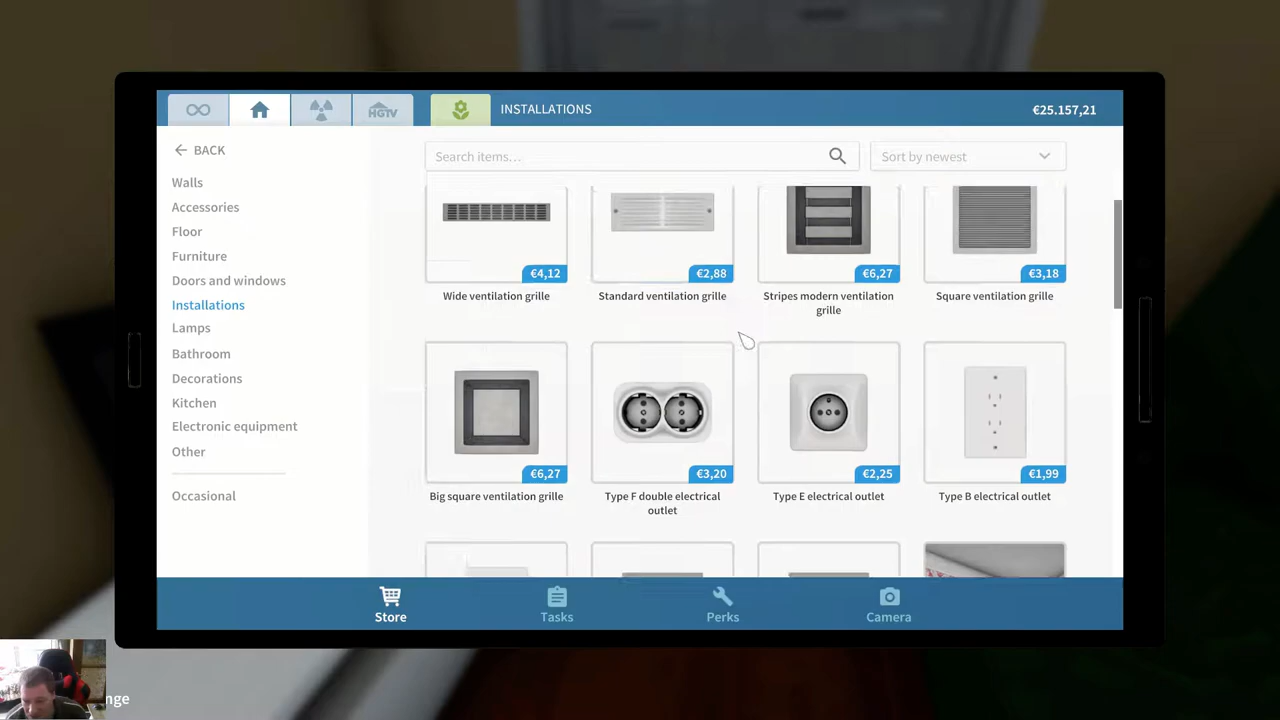 HGTV
INSTALLATIONS
€25.157,21
BACK
Search items...
Sort by newest
Walls
Accessories
Floor
Furniture
Doors and windows
Installations
Lamps
Bathroom
Decorations
Kitchen
Electronic equipment
Other
Occasional
€4,12
€2,88
€6,27
€3,18
Wide ventilation grille
Standard ventilation grille
Stripes modern ventilation
grille
Square ventilation grille
€6,27
€3,20
€2,25
€1,99
Big square ventilation grille
Type F double electrical
outlet
Type E electrical outlet
Type B electrical outlet
Store
Tasks
Perks
Camera
nge